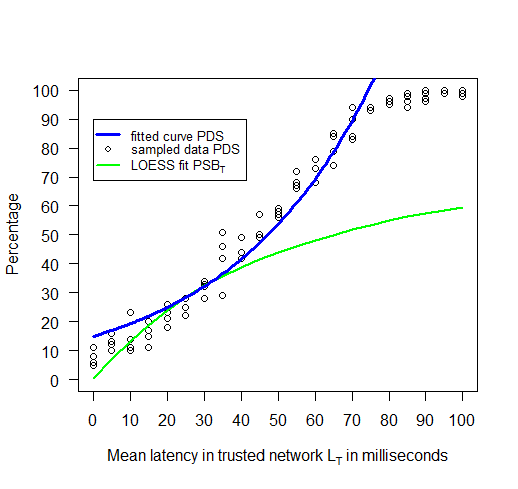 fitted curve PDS
sampled data PDS
LOESS fit PSB_T
Percentage
100
90
80
70
60
50
40
30
20
10
0
0 10 20 30 40 50 60 70 80 90 100
Mean latency in trusted network L_T in milliseconds